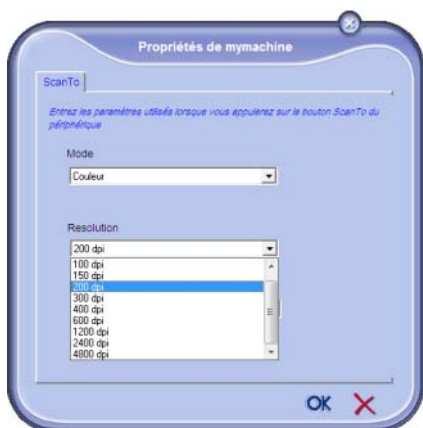 Propriétés de mymachine
ScanTo
Entrez les paramètres utilisés lorsque vous appuierez sur le bouton ScanTo du
périphérique
Mode
Couleur
Resolution
200 dpi
100 dpi
150 dpi
200 dpi
300 dpi
400 dpi
600 dpi
1200 dpi
2400 dpi
4800 dpi
OK